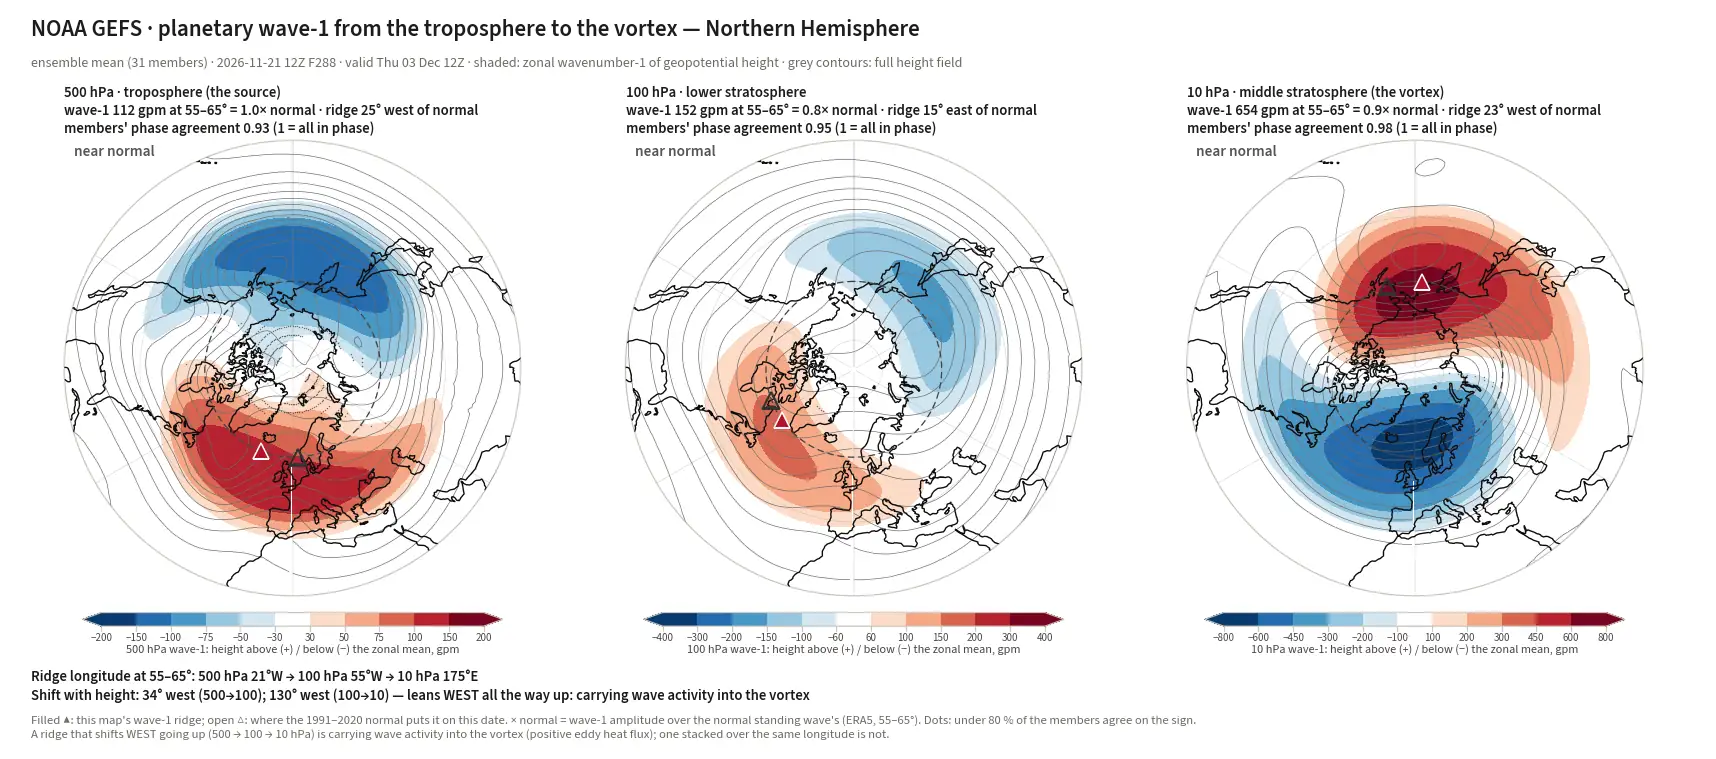 NOAA GEFS · planetary wave-1 from the troposphere to the vortex — Northern Hemisphere
ensemble mean (31 members) · 2026-11-21 12Z F288 · valid Thu 03 Dec 12Z · shaded: zonal wavenumber-1 of geopotential height · grey contours: full height field
500 hPa · troposphere (the source)
wave-1 112 gpm at 55–65° = 1.0× normal · ridge 25° west of normal
members' phase agreement 0.93 (1 = all in phase)
near normal
100 hPa · lower stratosphere
wave-1 152 gpm at 55–65° = 0.8× normal · ridge 15° east of normal
members' phase agreement 0.95 (1 = all in phase)
near normal
10 hPa · middle stratosphere (the vortex)
wave-1 654 gpm at 55–65° = 0.9× normal · ridge 23° west of normal
members' phase agreement 0.98 (1 = all in phase)
near normal
−200 −150 −100 −75 −50 −30 30 50 75 100 150 200
500 hPa wave-1: height above (+) / below (−) the zonal mean, gpm
−400 −300 −200 −150 −100 −60 60 100 150 200 300 400
100 hPa wave-1: height above (+) / below (−) the zonal mean, gpm
−800 −600 −450 −300 −200 −100 100 200 300 450 600 800
10 hPa wave-1: height above (+) / below (−) the zonal mean, gpm
Ridge longitude at 55–65°: 500 hPa 21°W → 100 hPa 55°W → 10 hPa 175°E
Shift with height: 34° west (500→100); 130° west (100→10) — leans WEST all the way up: carrying wave activity into the vortex
Filled ▲: this map's wave-1 ridge; open △: where the 1991–2020 normal puts it on this date. × normal = wave-1 amplitude over the normal standing wave's (ERA5, 55–65°). Dots: under 80 % of the members agree on the sign.
A ridge that shifts WEST going up (500 → 100 → 10 hPa) is carrying wave activity into the vortex (positive eddy heat flux); one stacked over the same longitude is not.